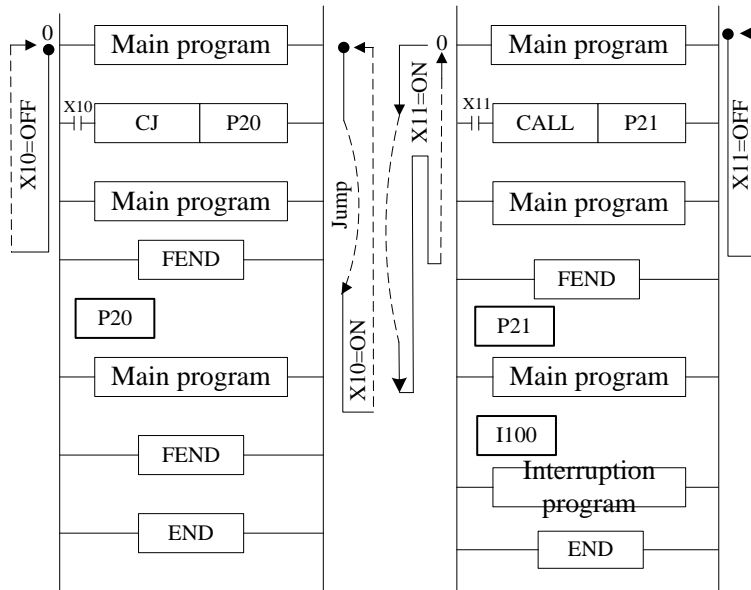 0
Main program
X10
CJ P20
X10=OFF
Main program
FEND
P20
Main program
FEND
END
Jump
X10=ON
0
Main program
X11=ON
X11
CALL P21
X11=OFF
Main program
FEND
P21
Main program
I100
Interruption
program
END